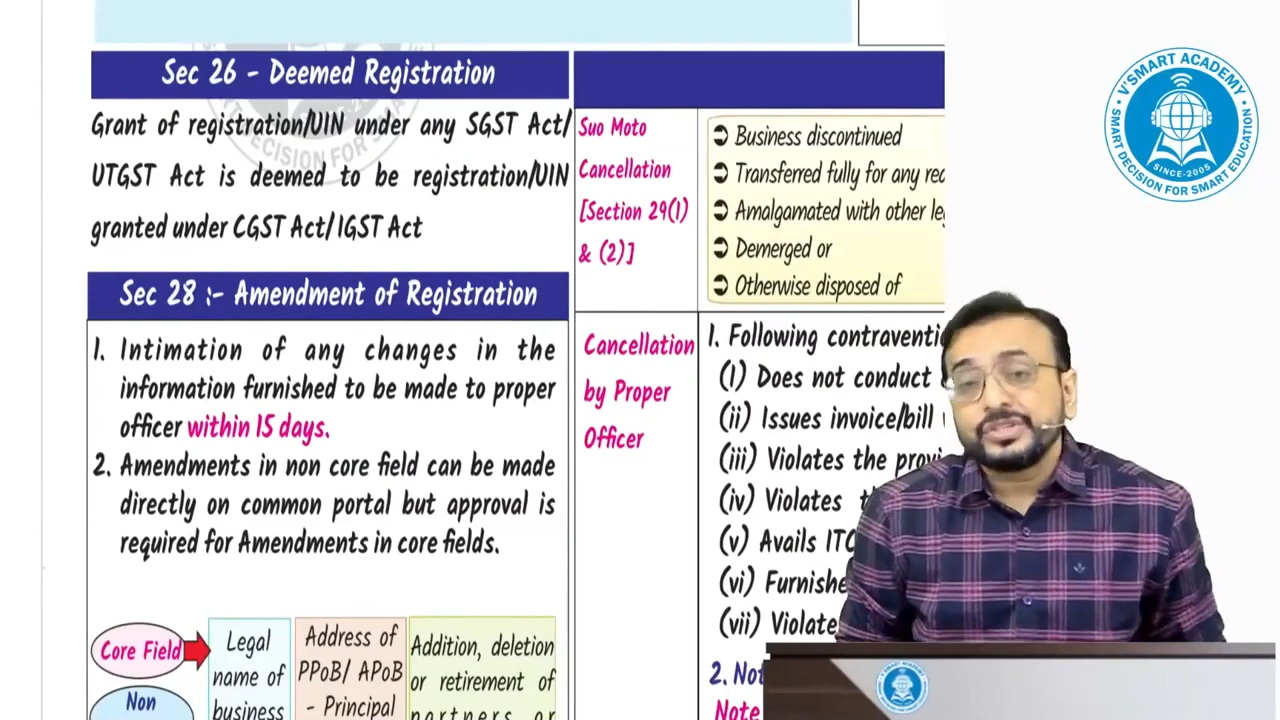 Sec 26 - Deemed Registration
Grant of registration/UIN under any SGST Act/
UTGST Act is deemed to be registration/UIN
granted under CGST Act/ IGST Act
Sec 28 :- Amendment of Registration
1. Intimation of any changes in the
information furnished to be made to proper
officer within 15 days.
2. Amendments in non core field can be made
directly on common portal but approval is
required for Amendments in core fields.
Core Field
Non
Legal
name of
business
Address of
PPoB/ APoB
- Principal
Addition, deletion
or retirement of
partners or
Suo Moto
Cancellation
[Section 29(1)
& (2)]
Business discontinued
Transferred fully for any
Amalgamated with other
Demerged or
Otherwise disposed of
Cancellation
by Proper
Officer
1. Following
(I) Does not conduct
(ii) Issues invoice/bill
(iii) Violates the
(iv) Violates
(v) Avails ITC
(vi)
(vii)
2.
Note
V'SMART ACADEMY
SINCE-2005
SMART DECISION FOR SMART EDUCATION